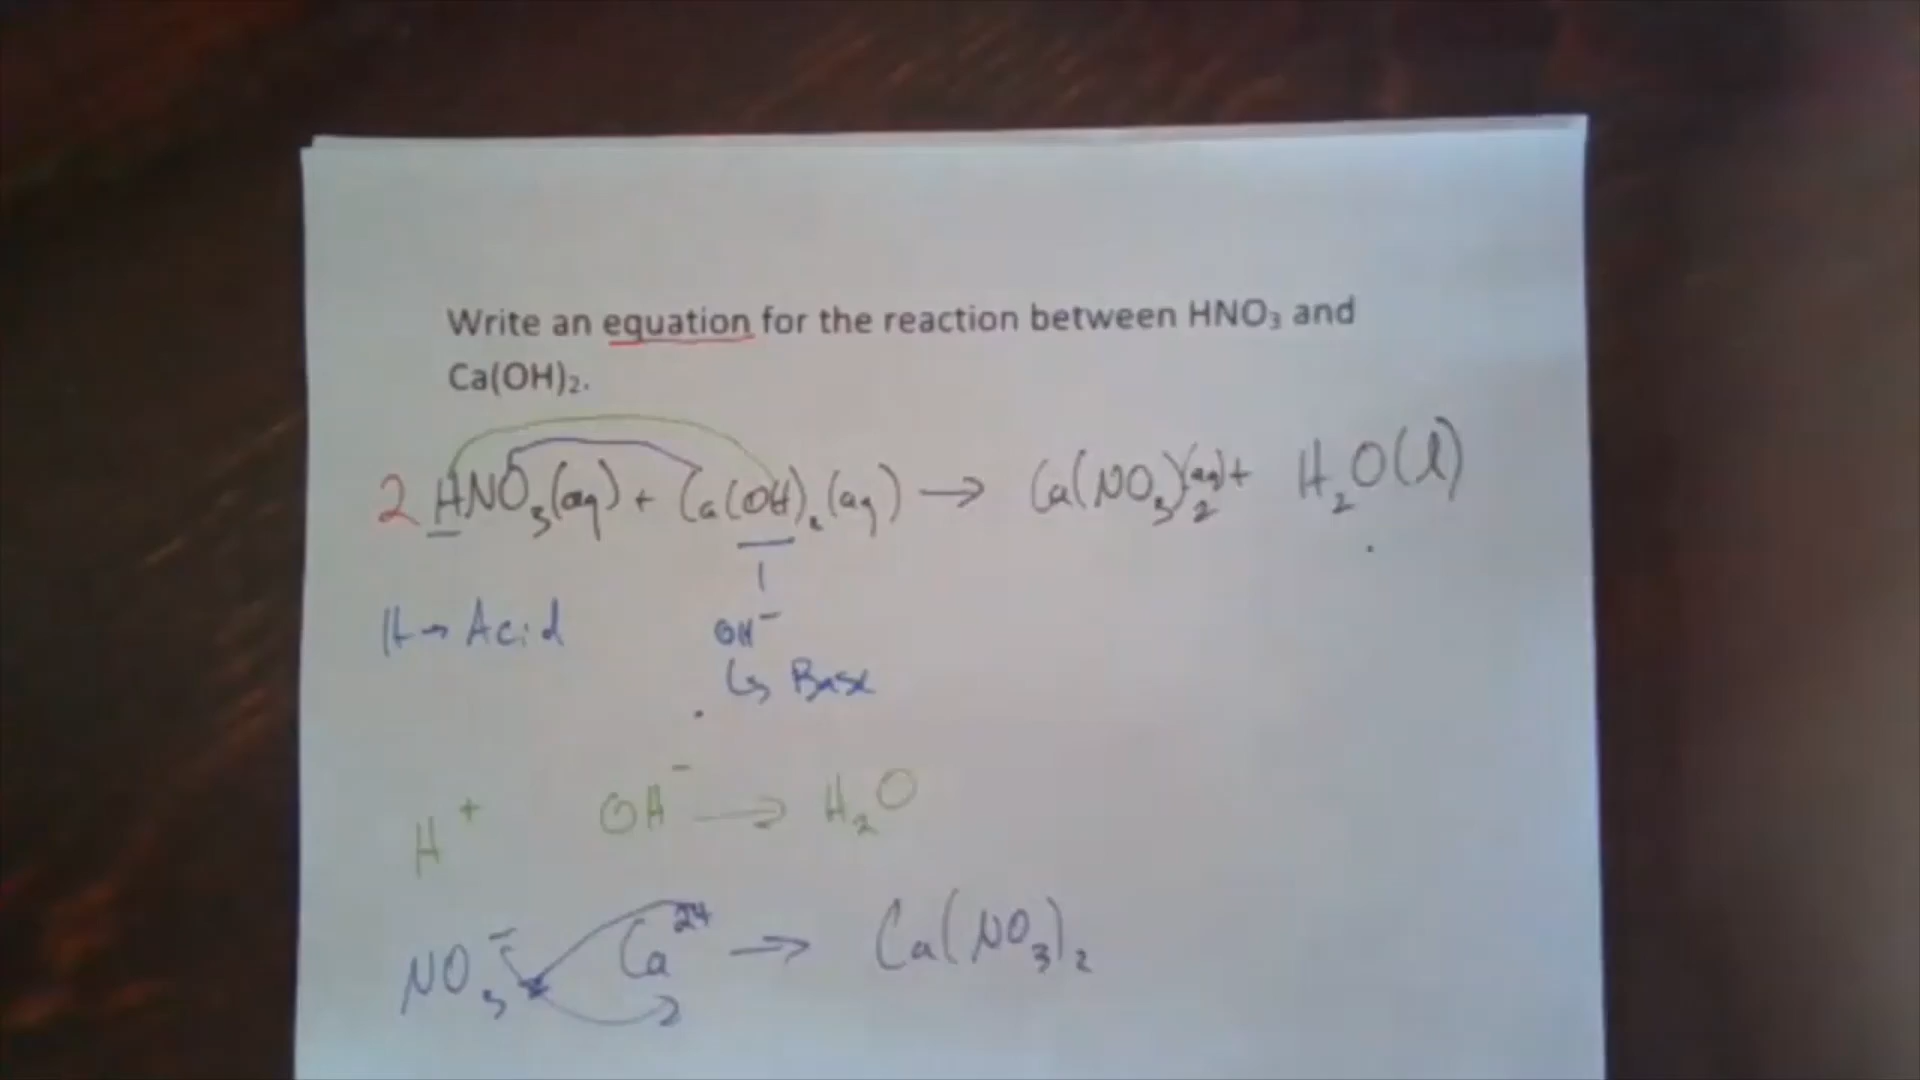 Write an equation for the reaction between HNO₃ and
Ca(OH)₂.
2 HNO₃(aq) + Ca(OH)₂(aq) → Ca(NO₃)₂(aq) + H₂O(l)
H → Acid
OH⁻
↳ Base
H⁺ OH⁻ → H₂O
NO₃⁻ Ca²⁺ → Ca(NO₃)₂